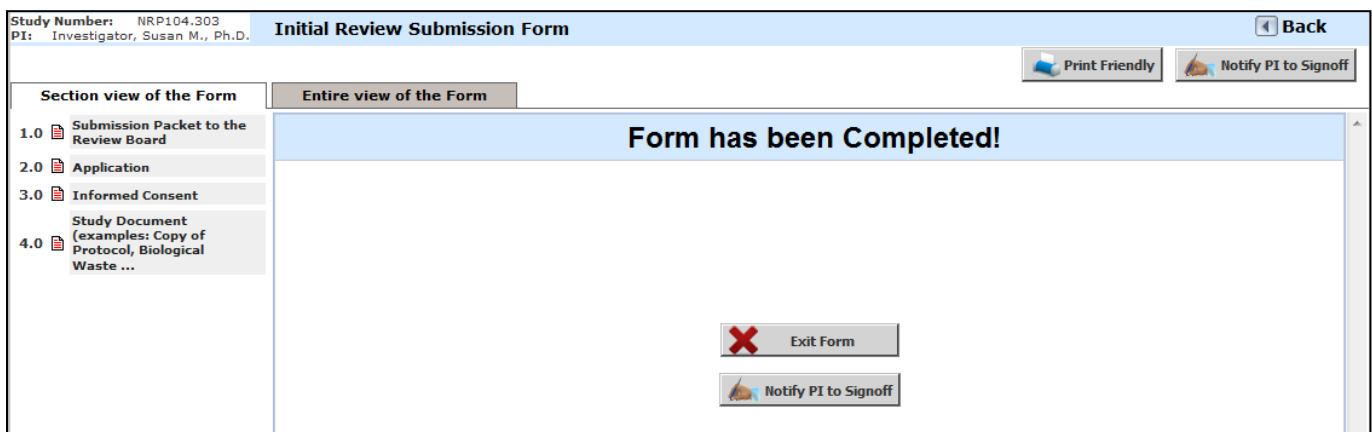 Study Number: NRP104.303
PI: Investigator, Susan M., Ph.D.
Initial Review Submission Form
Back
Print Friendly
Notify PI to Signoff
Section view of the Form
Entire view of the Form
1.0 Submission Packet to the
Review Board
2.0 Application
3.0 Informed Consent
4.0 Study Document
(examples: Copy of
Protocol, Biological
Waste ...
Form has been Completed!
Exit Form
Notify PI to Signoff